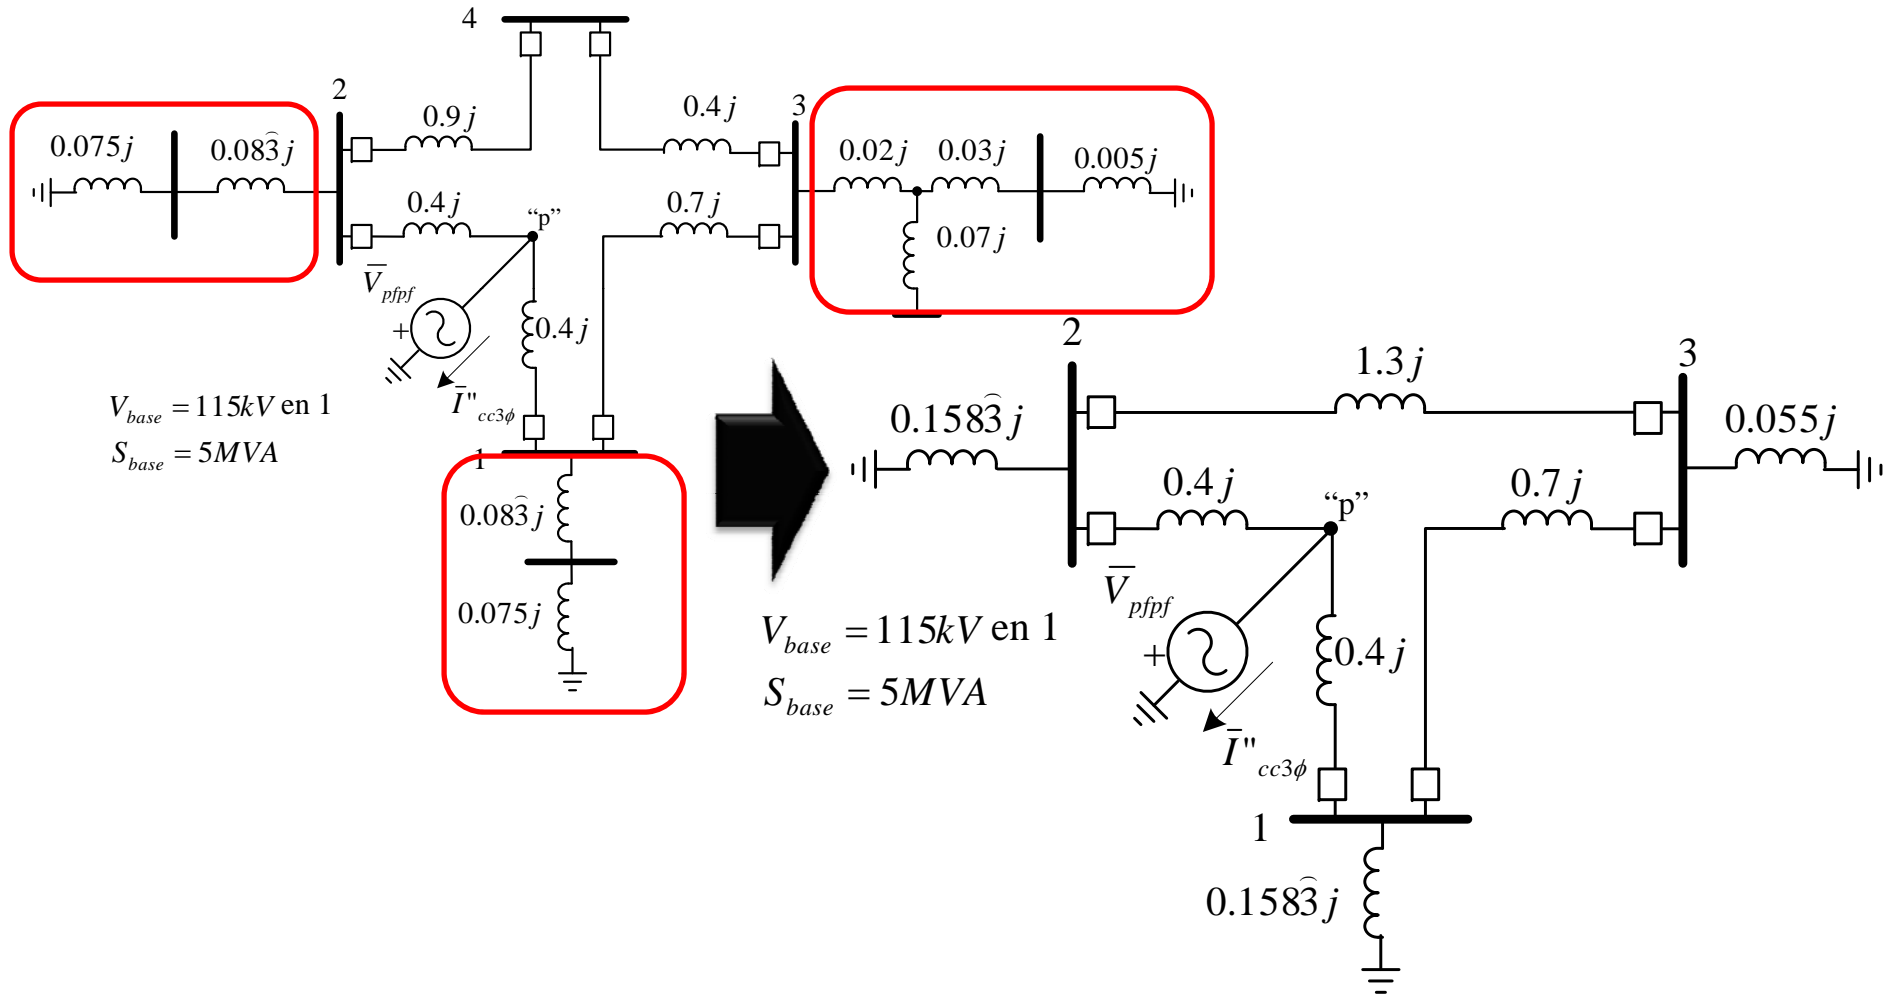 4
2
0.9j
0.4j
3
0.075j
0.083̂j
0.02j
0.03j
0.005j
0.4j
“p”
0.7j
0.07j
V̅pfpf
+
0.4j
I̅"cc3ϕ
Vbase = 115kV en 1
Sbase = 5MVA
1
0.083̂j
0.075j
2
1.3j
3
0.1583̂j
0.055j
0.4j
“p”
0.7j
V̅pfpf
Vbase = 115kV en 1
+
0.4j
Sbase = 5MVA
I̅"cc3ϕ
1
0.1583̂j